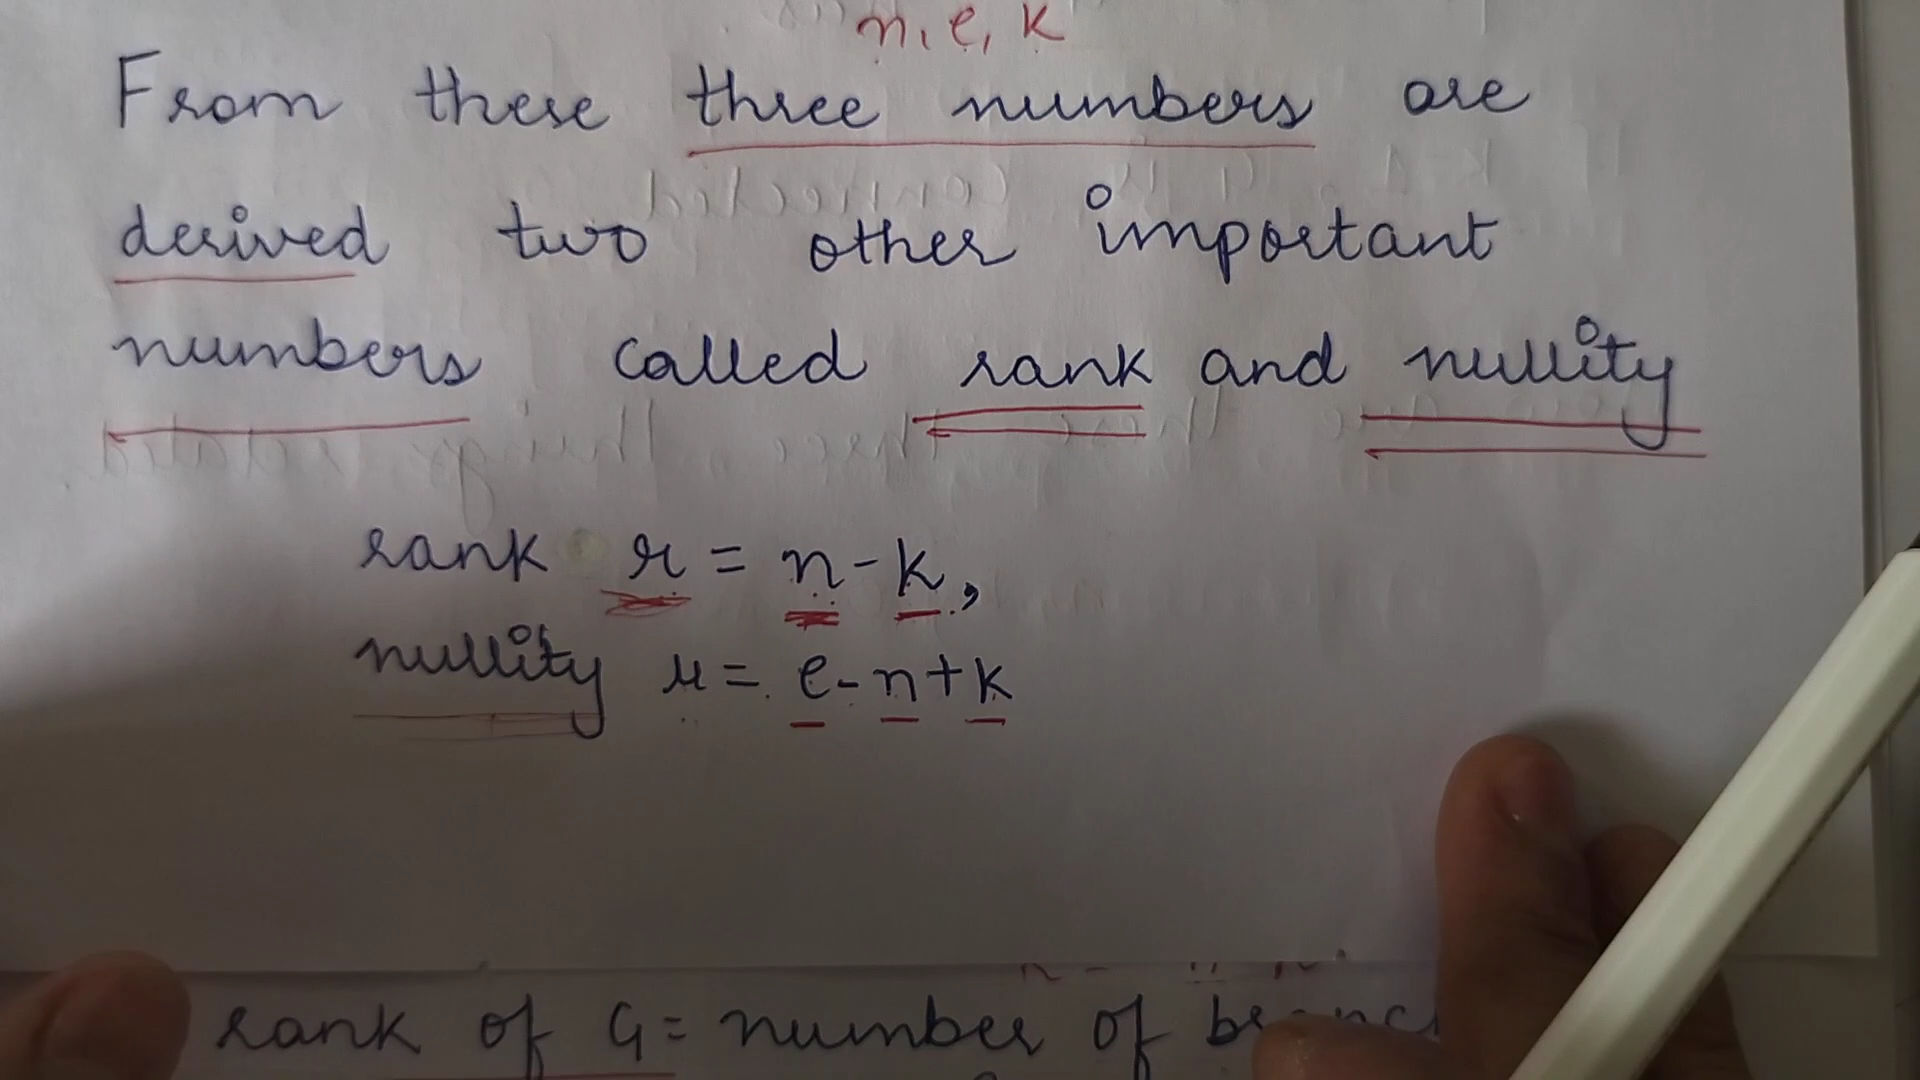 n, e, k
From these three numbers are
derived two other important
numbers called rank and nullity
rank r = n - k,
nullity μ = e - n + k
rank of G = number of